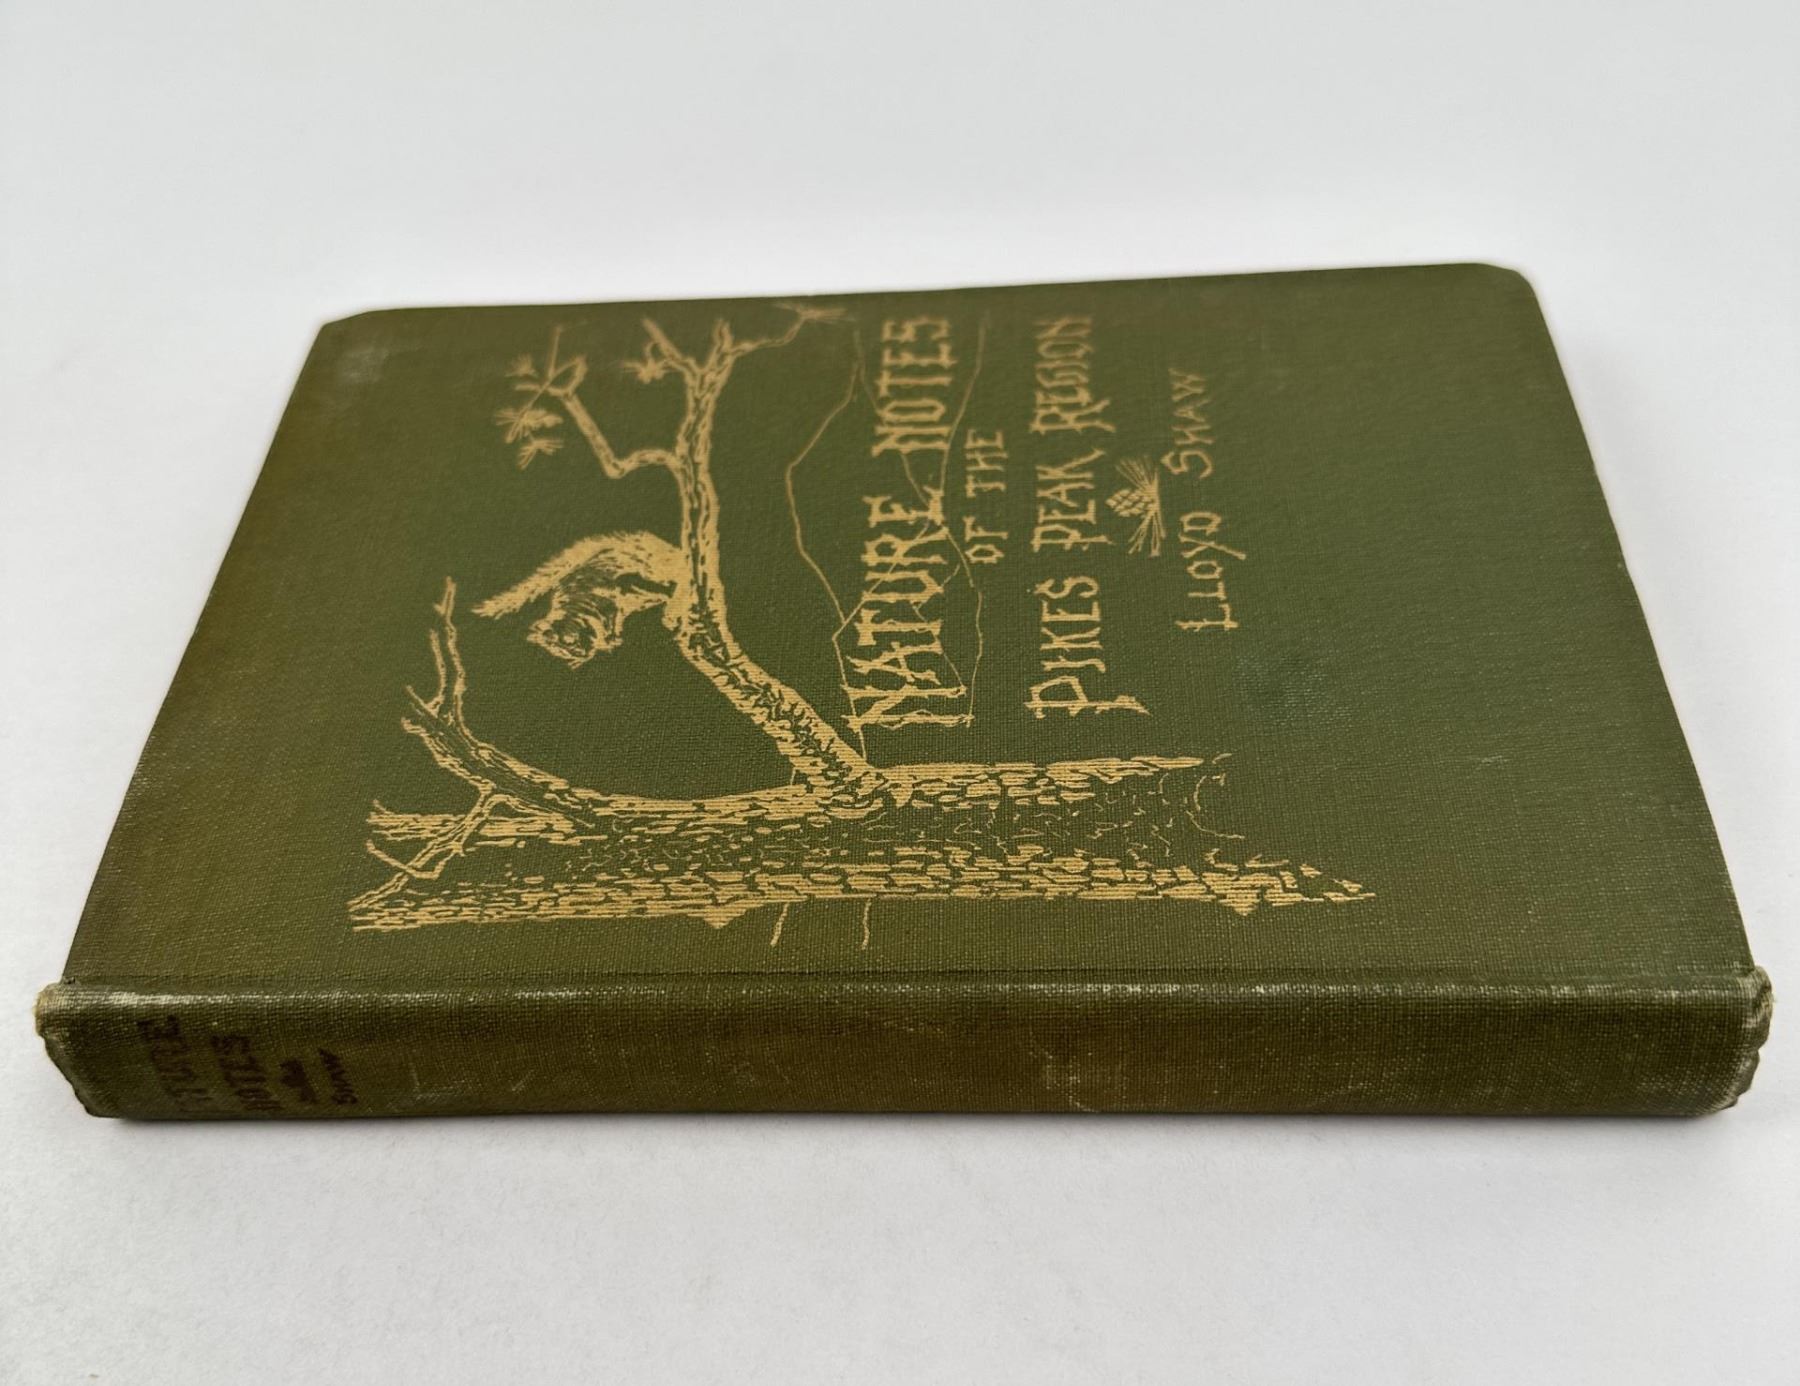 NATURE NOTES
OF THE
PIKES PEAK REGION
LLOYD SHAW
NATURE
NOTES
SHAW